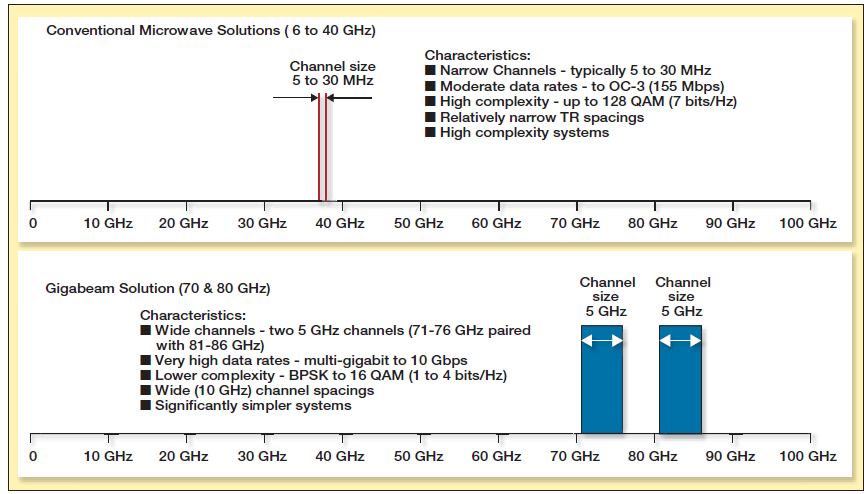 Conventional Microwave Solutions ( 6 to 40 GHz)
Channel size
5 to 30 MHz
Characteristics:
■ Narrow Channels - typically 5 to 30 MHz
■ Moderate data rates - to OC-3 (155 Mbps)
■ High complexity - up to 128 QAM (7 bits/Hz)
■ Relatively narrow TR spacings
■ High complexity systems
0 10 GHz 20 GHz 30 GHz 40 GHz 50 GHz 60 GHz 70 GHz 80 GHz 90 GHz 100 GHz
Gigabeam Solution (70 & 80 GHz)
Characteristics:
■ Wide channels - two 5 GHz channels (71-76 GHz paired
with 81-86 GHz)
■ Very high data rates - multi-gigabit to 10 Gbps
■ Lower complexity - BPSK to 16 QAM (1 to 4 bits/Hz)
■ Wide (10 GHz) channel spacings
■ Significantly simpler systems
Channel
size
5 GHz
Channel
size
5 GHz
0 10 GHz 20 GHz 30 GHz 40 GHz 50 GHz 60 GHz 70 GHz 80 GHz 90 GHz 100 GHz